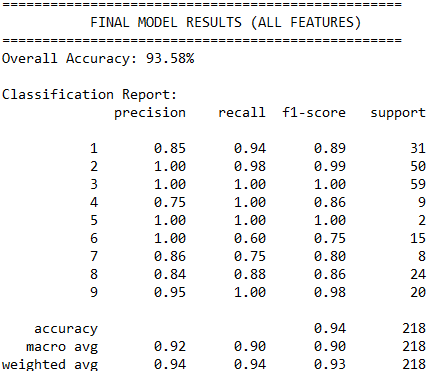 ==================================================
FINAL MODEL RESULTS (ALL FEATURES)
==================================================
Overall Accuracy: 93.58%
Classification Report:
precision recall f1-score support
1 0.85 0.94 0.89 31
2 1.00 0.98 0.99 50
3 1.00 1.00 1.00 59
4 0.75 1.00 0.86 9
5 1.00 1.00 1.00 2
6 1.00 0.60 0.75 15
7 0.86 0.75 0.80 8
8 0.84 0.88 0.86 24
9 0.95 1.00 0.98 20
accuracy 0.94 218
macro avg 0.92 0.90 0.90 218
weighted avg 0.94 0.94 0.93 218